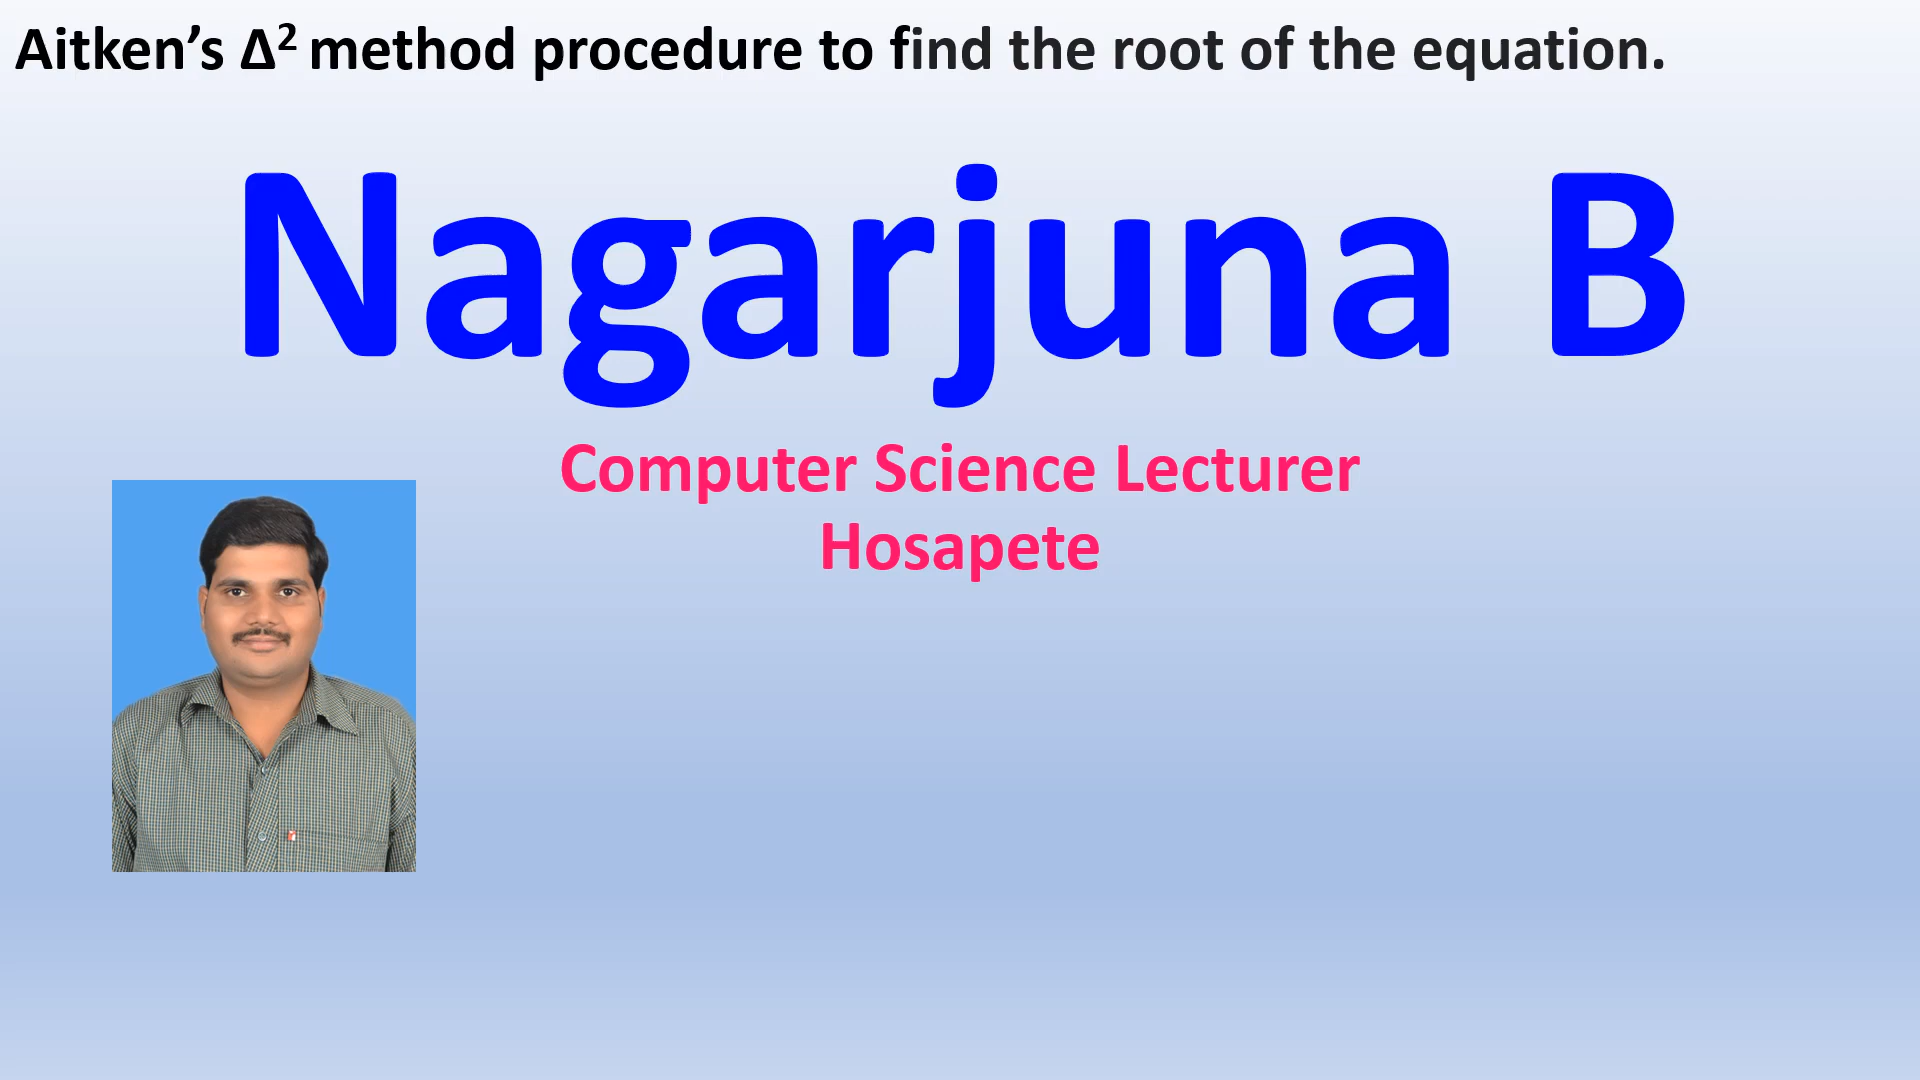 Aitken’s Δ² method procedure to find the root of the equation.
Nagarjuna B
Computer Science Lecturer
Hosapete